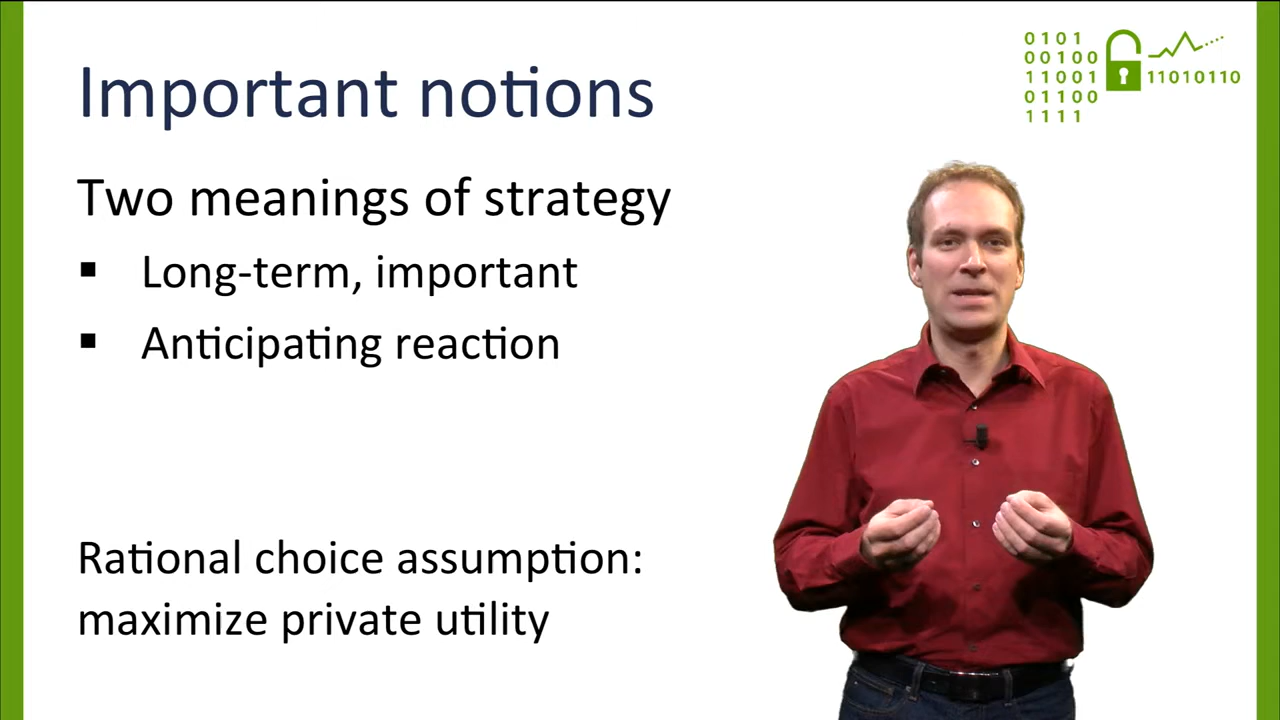 Important notions
0101
00100
11001
01100
1111
11010110
Two meanings of strategy
▪ Long-term, important
▪ Anticipating reaction
Rational choice assumption:
maximize private utility